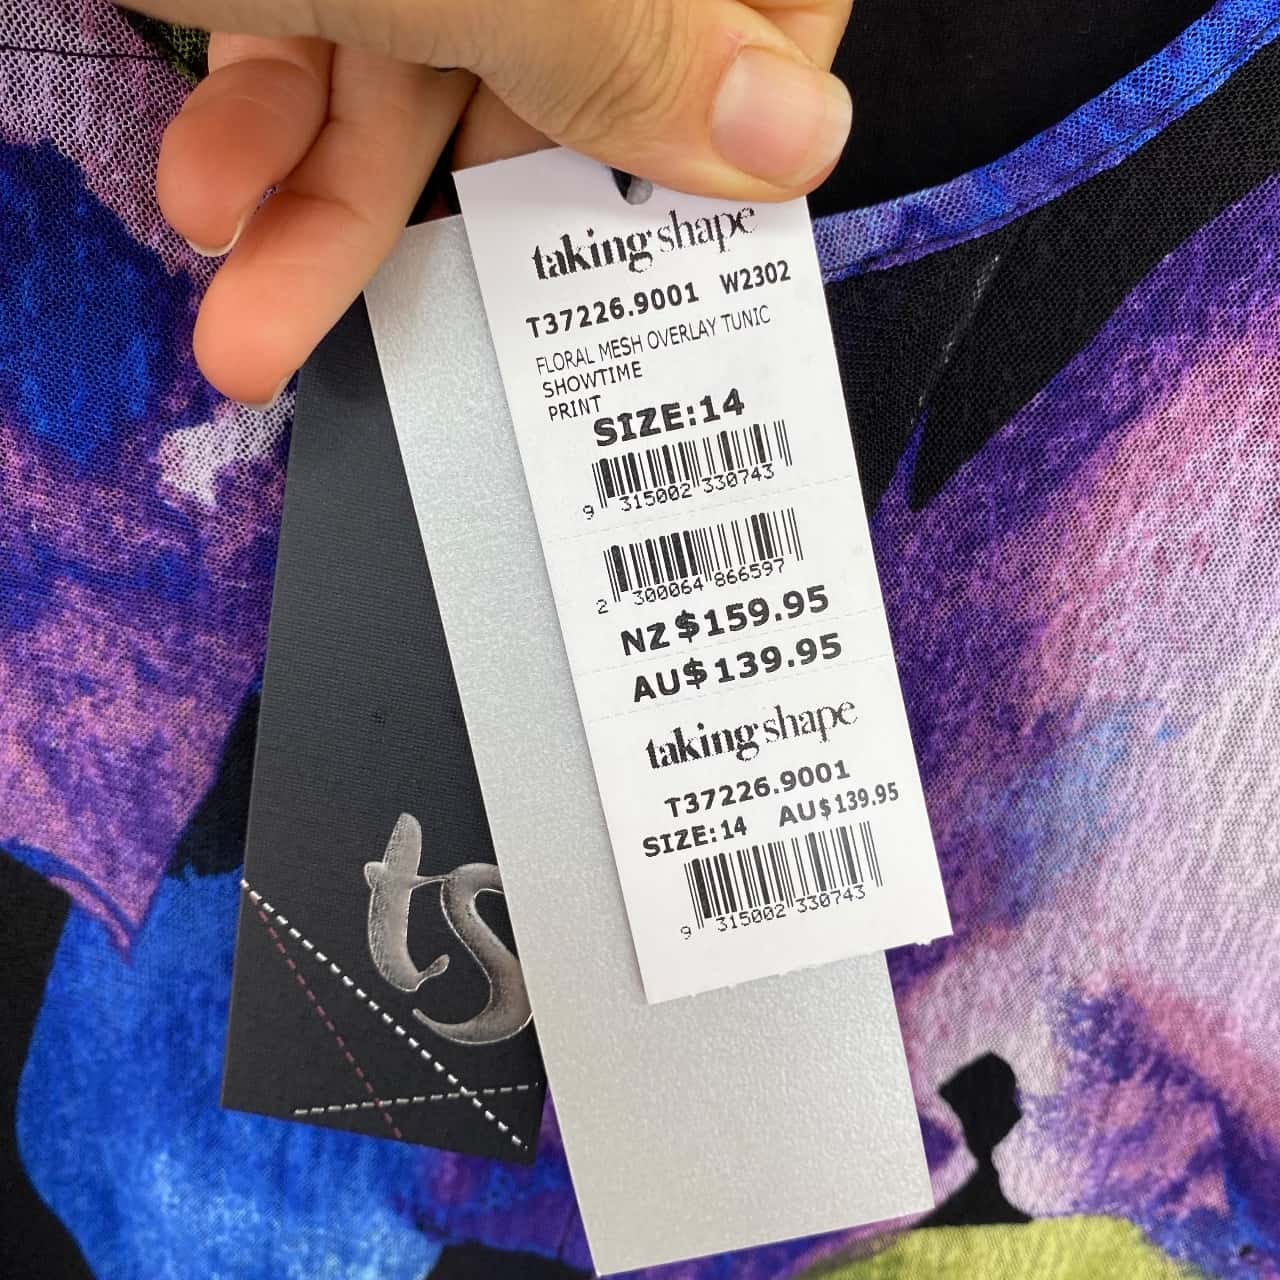 taking shape
T37226.9001 W2302
FLORAL MESH OVERLAY TUNIC
SHOWTIME
PRINT
SIZE:14
9 315002 330743
2 300064 866597
NZ $159.95
AU$139.95
taking shape
T37226.9001
SIZE:14 AU$139.95
9 315002 330743
ts